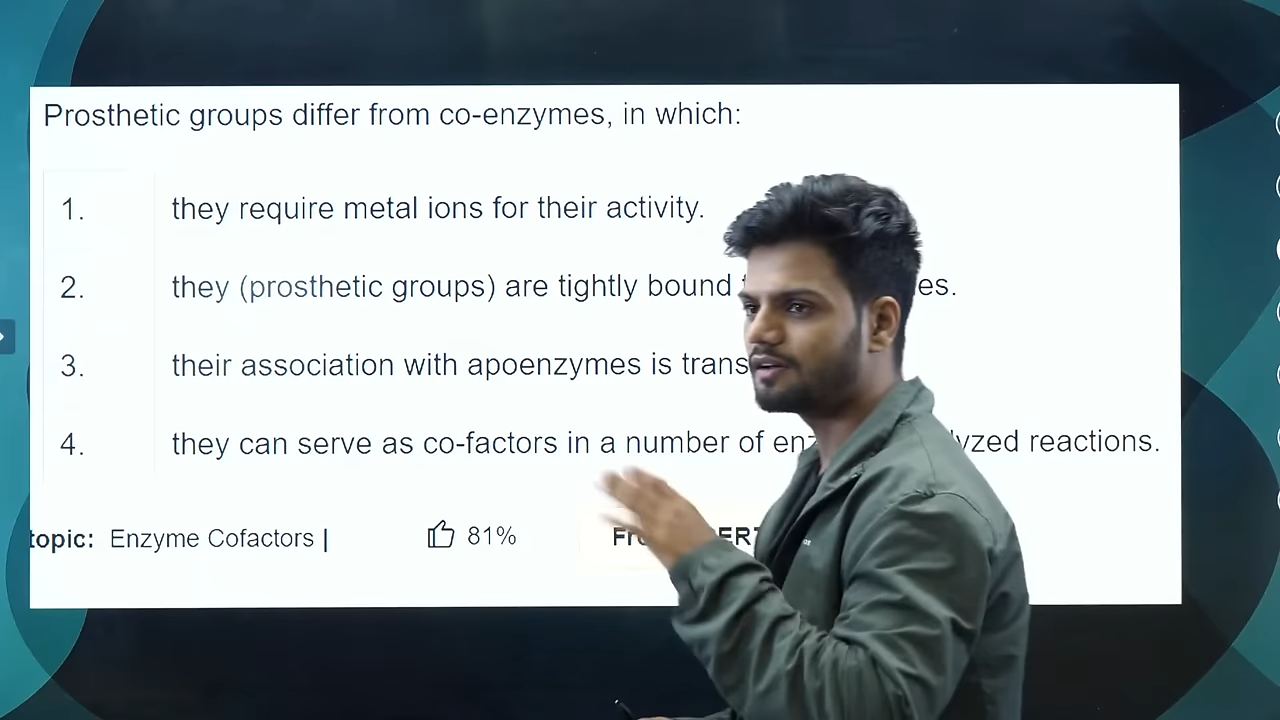 Prosthetic groups differ from co-enzymes, in which:
1. they require metal ions for their activity.
2. they (prosthetic groups) are tightly bound es.
3. their association with apoenzymes is trans
4. they can serve as co-factors in a number of enz lyzed reactions.
topic: Enzyme Cofactors | 81% Fr ERT